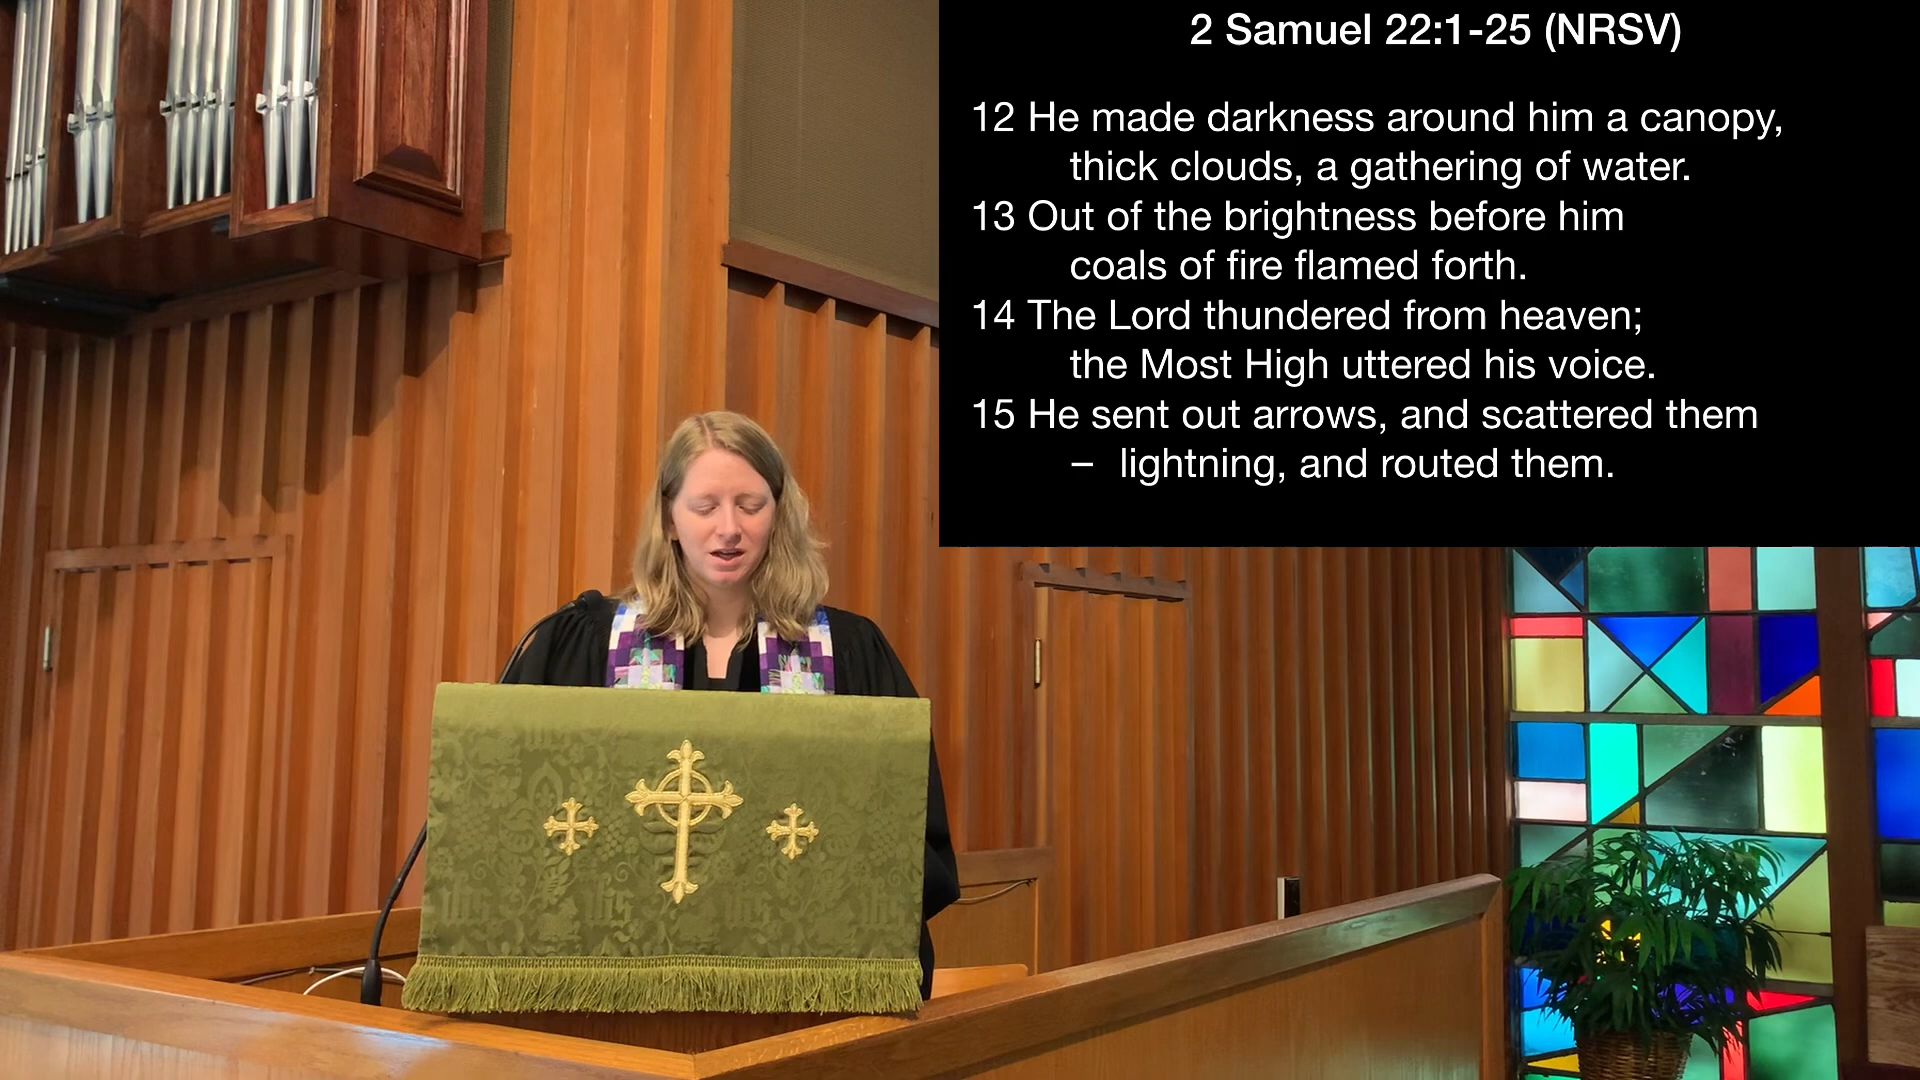 2 Samuel 22:1-25 (NRSV)
12 He made darkness around him a canopy,
thick clouds, a gathering of water.
13 Out of the brightness before him
coals of fire flamed forth.
14 The Lord thundered from heaven;
the Most High uttered his voice.
15 He sent out arrows, and scattered them
– lightning, and routed them.